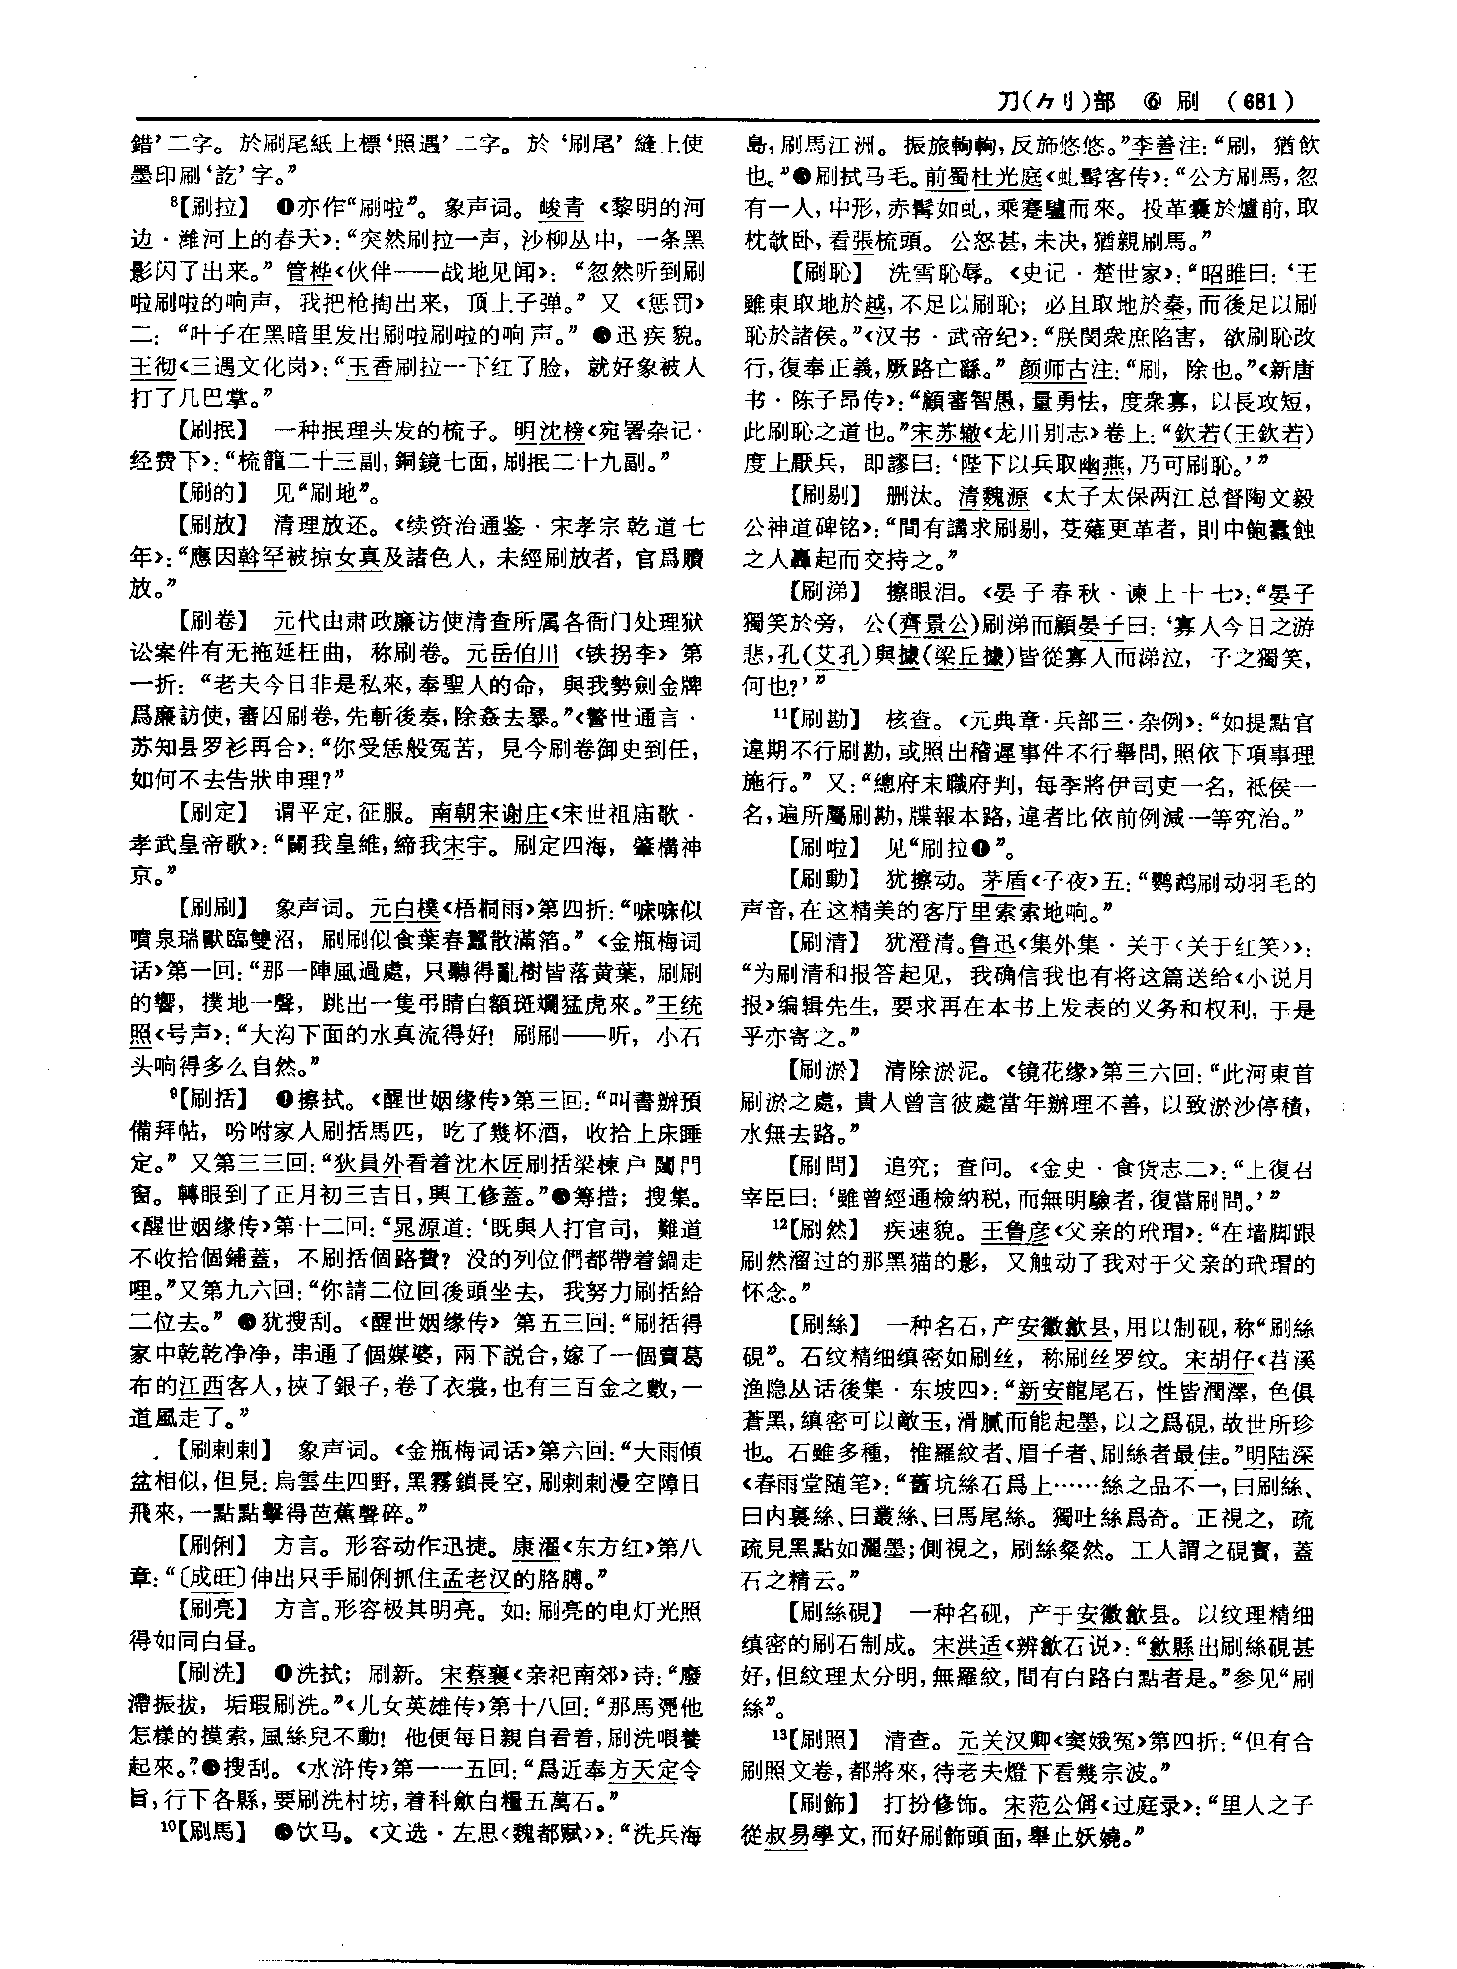 刀(⺈刂)部 ⑥ 刷 (681)
錯’二字。於刷尾紙上標‘照過’二字。於‘刷尾’縫上使
墨印刷‘訖’字。”
8【刷拉】 ❶亦作“刷啦”。象声词。峻青《黎明的河
边·潍河上的春天》：“突然刷拉一声，沙柳丛中，一条黑
影闪了出来。”管桦《伙伴——战地见闻》：“忽然听到刷
啦刷啦的响声，我把枪掏出来，顶上子弹。”又《惩罚》
二：“叶子在黑暗里发出刷啦刷啦的响声。”❷迅疾貌。
王彻《三遇文化岗》：“玉香刷拉一下红了脸，就好象被人
打了几巴掌。”
【刷抿】 一种抿理头发的梳子。明沈榜《宛署杂记·
经费下》：“梳籠二十三副，銅鏡七面，刷抿二十九副。”
【刷的】 见“刷地”。
【刷放】 清理放还。《续资治通鉴·宋孝宗乾道七
年》：“應因斡罕被掠女真及諸色人，未經刷放者，官爲贖
放。”
【刷卷】 元代由肃政廉访使清查所属各衙门处理狱
讼案件有无拖延枉曲，称刷卷。元岳伯川《铁拐李》第
一折：“老夫今日非是私來，奉聖人的命，與我勢劍金牌
爲廉訪使，審囚刷卷，先斬後奏，除姦去暴。”《警世通言·
苏知县罗衫再合》：“你受恁般冤苦，見今刷卷御史到任，
如何不去告狀申理？”
【刷定】 谓平定，征服。南朝宋谢庄《宋世祖庙歌·
孝武皇帝歌》：“闢我皇維，締我宋宇。刷定四海，肇構神
京。”
【刷刷】 象声词。元白樸《梧桐雨》第四折：“㕹㕹似
噴泉瑞獸臨雙沼，刷刷似食葉春蠶散滿箔。”《金瓶梅词
话》第一回：“那一陣風過處，只聽得亂樹皆落黄葉，刷刷
的響，撲地一聲，跳出一隻弔睛白額斑斕猛虎來。”王统
照《号声》：“大沟下面的水真流得好！刷刷——听，小石
头响得多么自然。”
9【刷括】 ❶擦拭。《醒世姻缘传》第三回：“叫書辦預
備拜帖，吩咐家人刷括馬匹，吃了幾杯酒，收拾上床睡
定。”又第三三回：“狄員外看着沈木匠刷括梁棟户闥門
窗。轉眼到了正月初三吉日，興工修蓋。”❷筹措；搜集。
《醒世姻缘传》第十二回：“晁源道：‘既與人打官司，難道
不收拾個鋪蓋，不刷括個路費？没的列位們都帶着鍋走
哩。’”又第九六回：“你請二位回後頭坐去，我努力刷括給
二位去。”❸犹搜刮。《醒世姻缘传》第五三回：“刷括得
家中乾乾净净，串通了個媒婆，兩下説合，嫁了一個賣葛
布的江西客人，挾了銀子，卷了衣裳，也有三百金之數，一
道風走了。”
【刷剌剌】 象声词。《金瓶梅词话》第六回：“大雨傾
盆相似，但見：烏雲生四野，黑霧鎖長空，刷剌剌漫空障日
飛來，一點點擊得芭蕉聲碎。”
【刷俐】 方言。形容动作迅捷。康濯《东方红》第八
章：“〔成旺〕伸出只手刷俐抓住孟老汉的胳膊。”
【刷亮】 方言。形容极其明亮。如：刷亮的电灯光照
得如同白昼。
【刷洗】 ❶洗拭；刷新。宋蔡襄《亲祀南郊》诗：“廢
滯振拔，垢瑕刷洗。”《儿女英雄传》第十八回：“那馬凴他
怎樣的摸索，風絲兒不動！他便每日親自看着，刷洗喂養
起來。”❷搜刮。《水浒传》第一一五回：“爲近奉方天定令
旨，行下各縣，要刷洗村坊，着科斂白糧五萬石。”
10【刷馬】 ❶饮马。《文选·左思〈魏都赋〉》：“洗兵海
島，刷馬江洲。振旅軥軥，反旆悠悠。”李善注：“刷，猶飲
也。”❷刷拭马毛。前蜀杜光庭《虬髯客传》：“公方刷馬，忽
有一人，中形，赤髯如虬，乘蹇驢而來。投革囊於爐前，取
枕欹卧，看張梳頭。公怒甚，未决，猶親刷馬。”
【刷恥】 洗雪恥辱。《史记·楚世家》：“昭雎曰：‘王
雖東取地於越，不足以刷恥；必且取地於秦，而後足以刷
恥於諸侯。”《汉书·武帝纪》：“朕閔衆庶陷害，欲刷恥改
行，復奉正義，厥路亡繇。”颜师古注：“刷，除也。”《新唐
书·陈子昂传》：“顧審智愚，量勇怯，度衆寡，以長攻短，
此刷恥之道也。”宋苏辙《龙川别志》卷上：“欽若（王欽若）
度上厭兵，即謬曰：‘陛下以兵取幽燕，乃可刷恥。’”
【刷剔】 删汰。清魏源《太子太保两江总督陶文毅
公神道碑铭》：“間有講求刷剔，芟薙更革者，則中飽蠹蝕
之人轟起而交持之。”
【刷涕】 擦眼泪。《晏子春秋·谏上十七》：“晏子
獨笑於旁，公（齊景公）刷涕而顧晏子曰：‘寡人今日之游
悲，孔（艾孔）與據（梁丘據）皆從寡人而涕泣，子之獨笑，
何也？’”
11【刷勘】 核查。《元典章·兵部三·杂例》：“如提點官
違期不行刷勘，或照出稽遲事件不行舉問，照依下項事理
施行。”又：“總府末職府判，每季將伊司吏一名，祗侯一
名，遍所屬刷勘，牒報本路，違者比依前例減一等究治。”
【刷啦】 见“刷拉❶”。
【刷動】 犹擦动。茅盾《子夜》五：“鹦鹉刷动羽毛的
声音，在这精美的客厅里索索地响。”
【刷清】 犹澄清。鲁迅《集外集·关于〈关于红笑〉》：
“为刷清和报答起见，我确信我也有将这篇送给《小说月
报》编辑先生，要求再在本书上发表的义务和权利，于是
乎亦寄之。”
【刷淤】 清除淤泥。《镜花缘》第三六回：“此河東首
刷淤之處，貴人曾言彼處當年辦理不善，以致淤沙停積，
水無去路。”
【刷問】 追究；查问。《金史·食货志二》：“上復召
宰臣曰：‘雖曾經通檢納税，而無明驗者，復當刷問。’”
12【刷然】 疾速貌。王鲁彦《父亲的玳瑁》：“在墙脚跟
刷然溜过的那黑猫的影，又触动了我对于父亲的玳瑁的
怀念。”
【刷絲】 一种名石，产安徽歙县，用以制砚，称“刷絲
硯”。石纹精细缜密如刷丝，称刷丝罗纹。宋胡仔《苕溪
渔隐丛话後集·东坡四》：“新安龍尾石，性皆潤澤，色俱
蒼黑，縝密可以敵玉，滑膩而能起墨，以之爲硯，故世所珍
也。石雖多種，惟羅紋者、眉子者、刷絲者最佳。”明陆深
《春雨堂随笔》：“舊坑絲石爲上……絲之品不一，曰刷絲、
曰内裏絲、曰叢絲、曰馬尾絲。獨吐絲爲奇。正視之，疏
疏見黑點如灑墨；側視之，刷絲粲然。工人謂之硯寶，蓋
石之精云。”
【刷絲硯】 一种名砚，产于安徽歙县。以纹理精细
缜密的刷石制成。宋洪适《辨歙石说》：“歙縣出刷絲硯甚
好，但紋理太分明，無羅紋，間有白路白點者是。”参见“刷
絲”。
13【刷照】 清查。元关汉卿《窦娥冤》第四折：“但有合
刷照文卷，都將來，待老夫燈下看幾宗波。”
【刷飾】 打扮修饰。宋范公偁《过庭录》：“里人之子
從叔易學文，而好刷飾頭面，舉止妖嬈。”